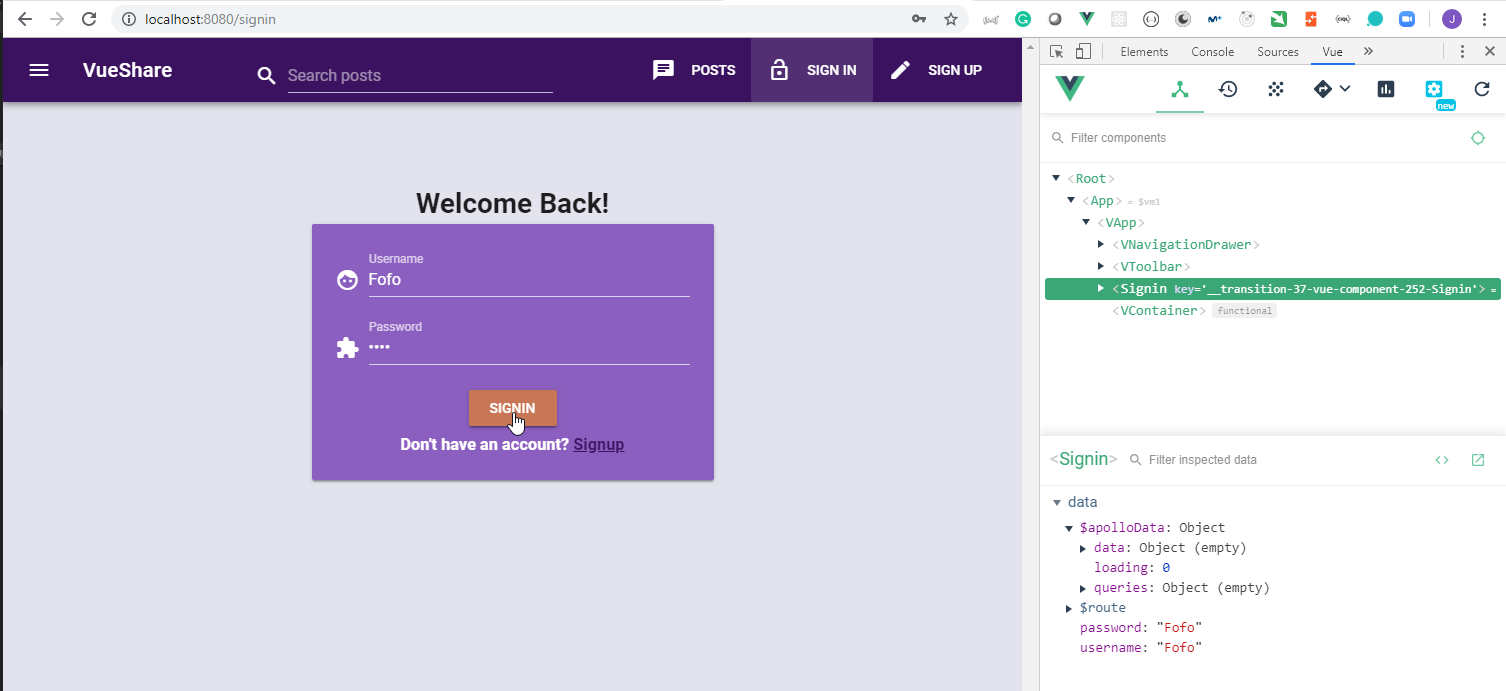 localhost:8080/signin
J
VueShare
Search posts
POSTS
SIGN IN
SIGN UP
Welcome Back!
Username
Fofo
Password
••••
SIGNIN
Don't have an account? Signup
Elements
Console
Sources
Vue
»
new
Filter components
<Root>
<App> = $vm1
<VApp>
<VNavigationDrawer>
<VToolbar>
<Signin key='__transition-37-vue-component-252-Signin'> =
<VContainer> functional
<Signin>
Filter inspected data
<>
data
$apolloData: Object
data: Object (empty)
loading: 0
queries: Object (empty)
$route
password: "Fofo"
username: "Fofo"